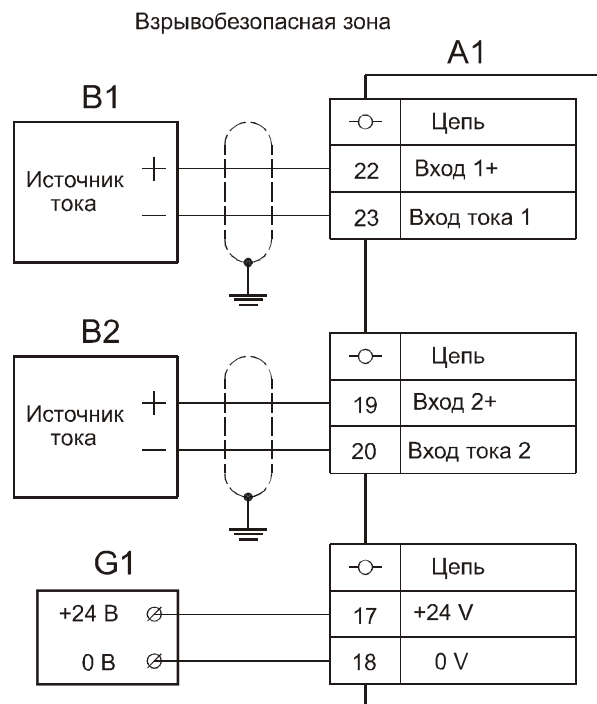 Взрывобезопасная зона
A1
B1
Источник
тока
+
−
Цепь
22 Вход 1+
23 Вход тока 1
B2
Источник
тока
+
−
Цепь
19 Вход 2+
20 Вход тока 2
G1
+24 В
0 В
Цепь
17 +24 V
18 0 V